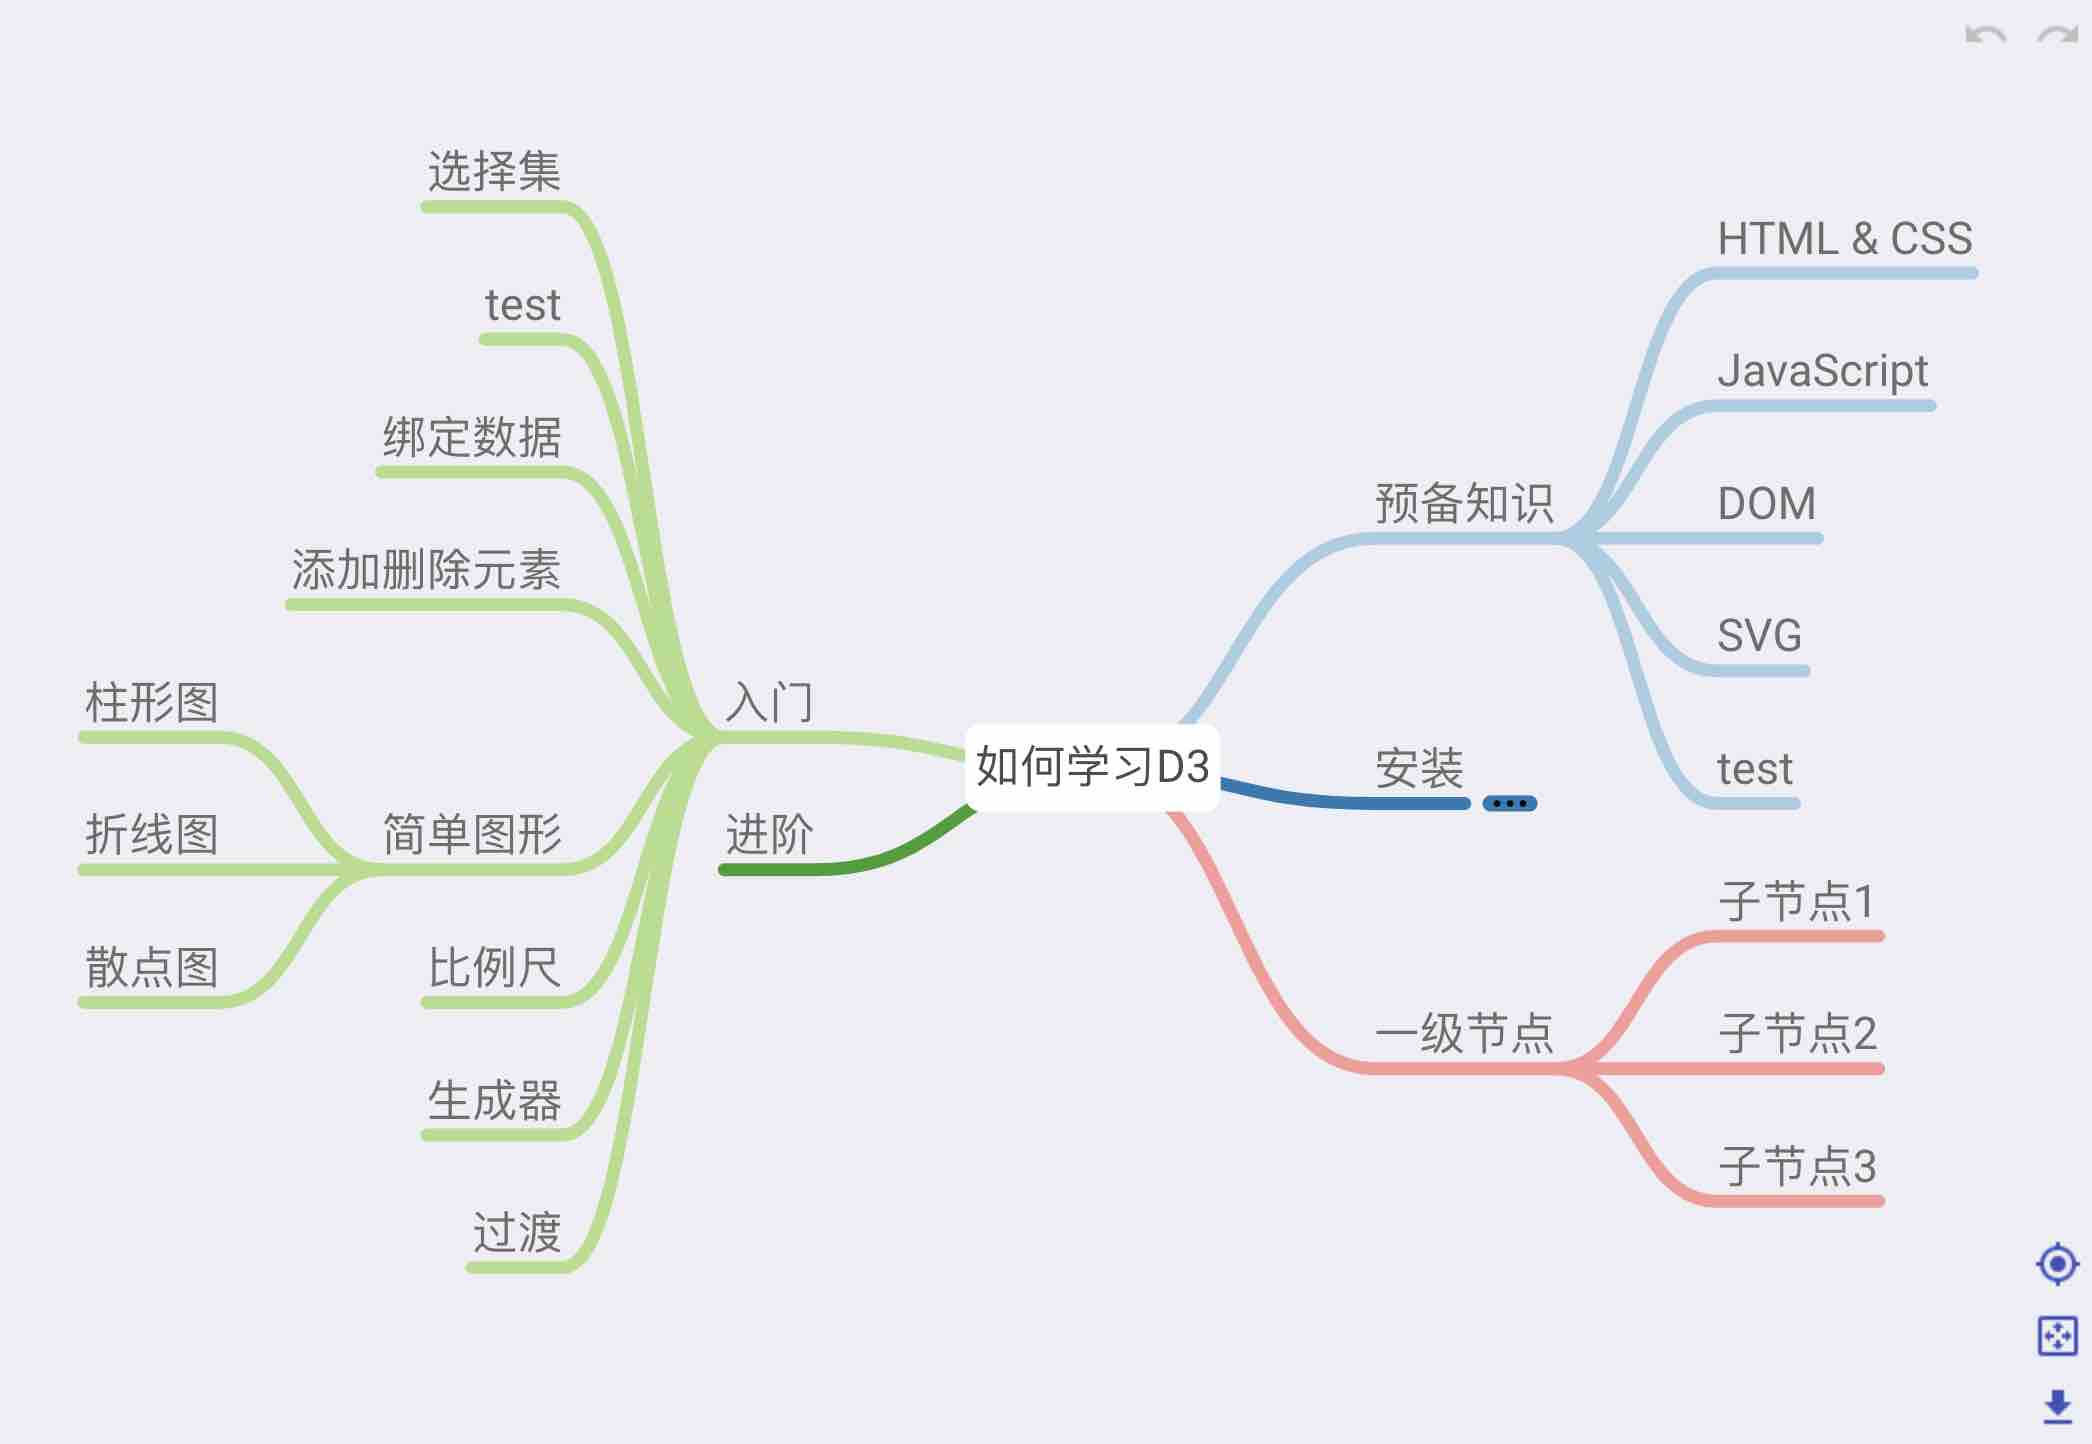 如何学习D3
预备知识
HTML & CSS
JavaScript
DOM
SVG
test
安装
一级节点
子节点1
子节点2
子节点3
入门
选择集
test
绑定数据
添加删除元素
简单图形
柱形图
折线图
散点图
比例尺
生成器
过渡
进阶